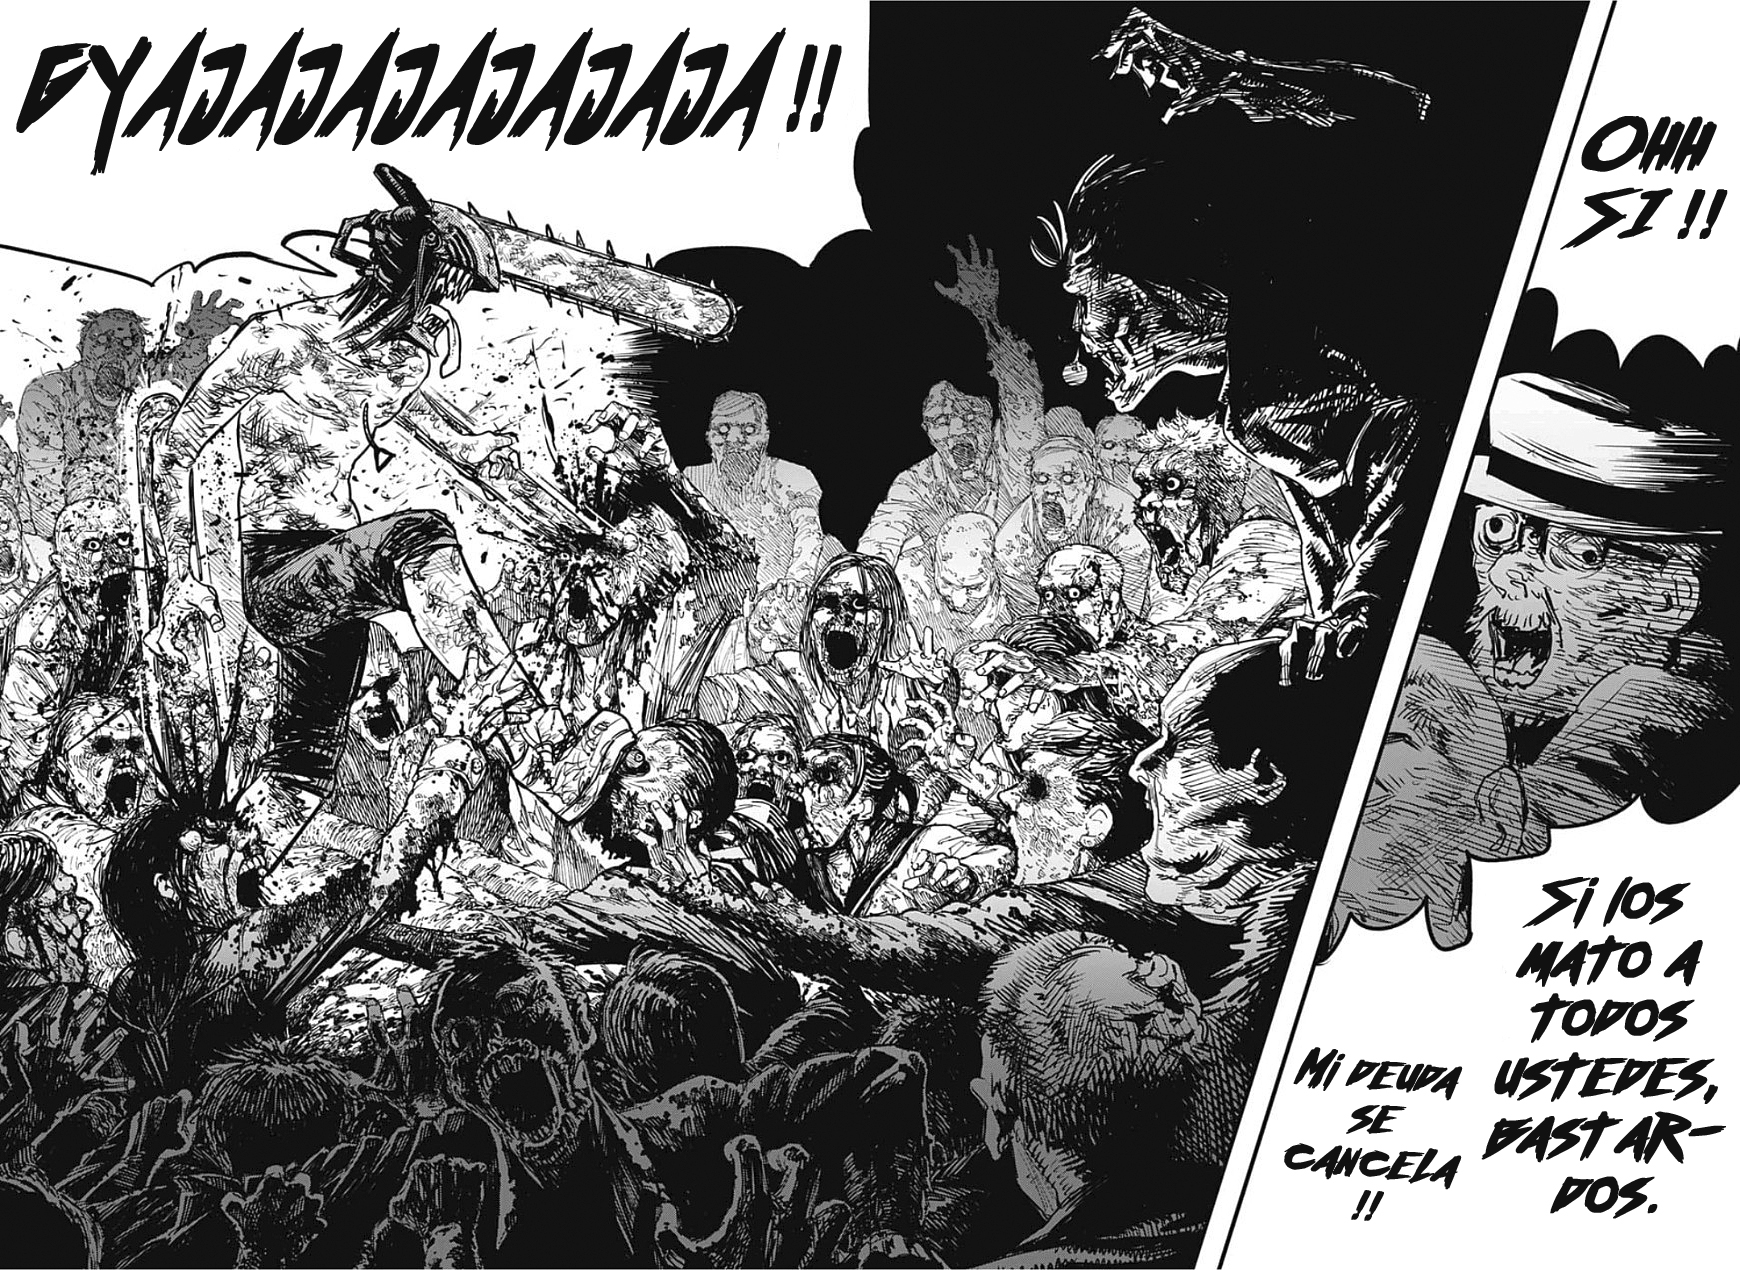 OHH
SI!!
SI LOS
MATO A
TODOS
USTEDES,
BASTAR-
DOS.
MI DEUDA
SE
CANCELA
!!
GYAJAJAJAJAJAJA!!